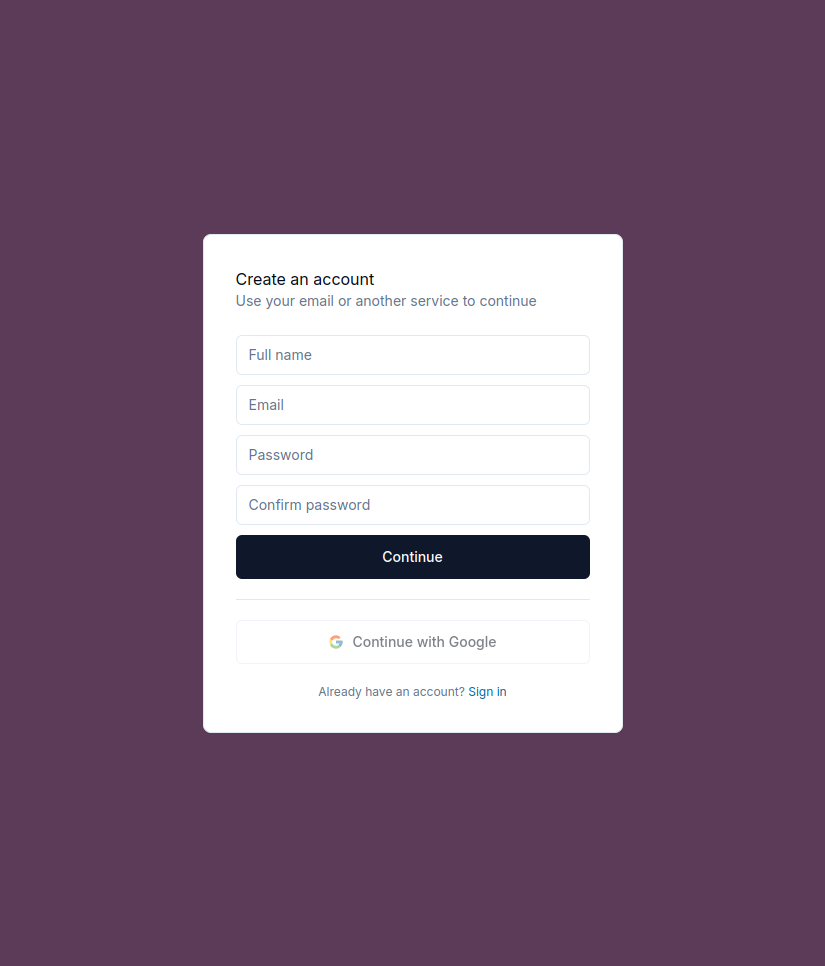 Create an account
Use your email or another service to continue
Full name
Email
Password
Confirm password
Continue
Continue with Google
Already have an account? Sign in